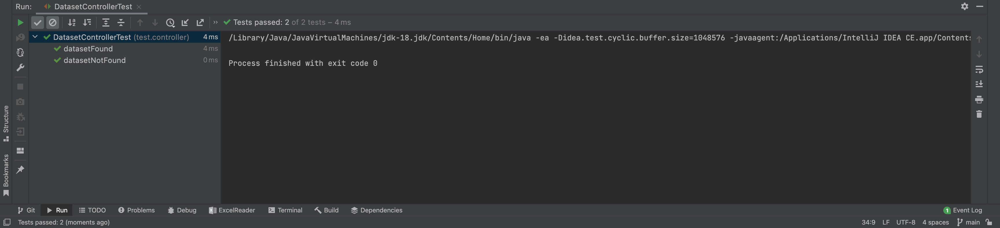 Run: DatasetControllerTest
Tests passed: 2 of 2 tests – 4 ms
DatasetControllerTest (test.controller) 4 ms
datasetFound 4 ms
datasetNotFound 0 ms
/Library/Java/JavaVirtualMachines/jdk-18.jdk/Contents/Home/bin/java -ea -Didea.test.cyclic.buffer.size=1048576 -javaagent:/Applications/IntelliJ IDEA CE.app/Contents
Process finished with exit code 0
Structure
Bookmarks
Git Run TODO Problems Debug ExcelReader Terminal Build Dependencies 1 Event Log
Tests passed: 2 (moments ago) 34:9 LF UTF-8 4 spaces main